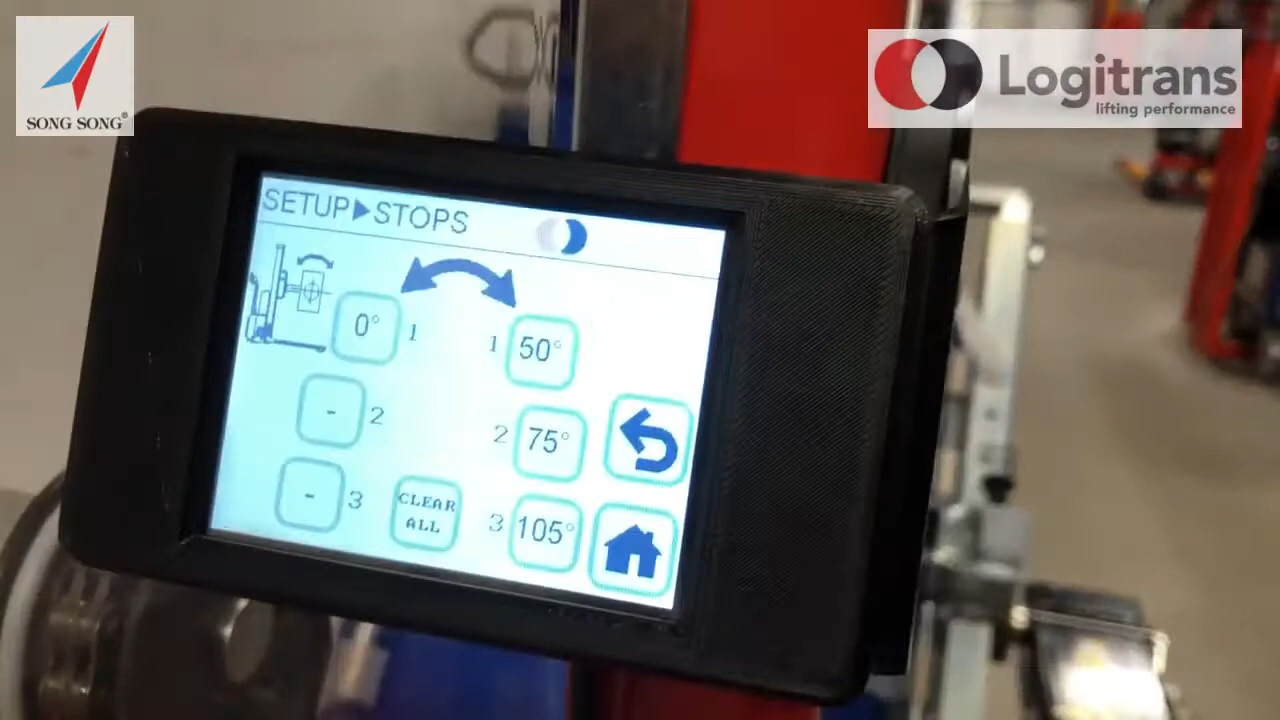 SONG SONG®
Logitrans
lifting performance
SETUP▶STOPS
0° 1
1 50°
- 2
2 75°
- 3
CLEAR
ALL
3 105°